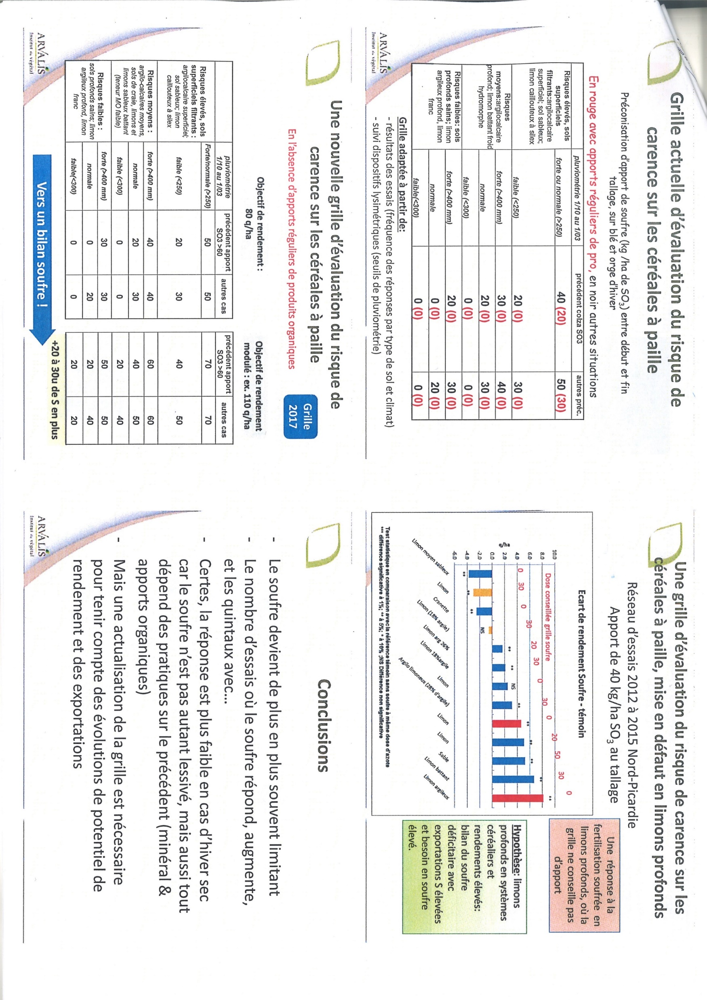 Grille actuelle d'évaluation du risque de
carence sur les céréales à paille
Préconisation d'apport de soufre (kg /ha de SO3) entre début et fin
tallage, sur blé et orge d'hiver
En rouge avec apports réguliers de pro, en noir autres situations
pluviométrie 1/10 au 1/03 précédent colza SO3 autres préc.
Risques élevés, sols
superficiels
filtrants:argilocalcaire
superficiel; sol sableux;
limon caillouteux à silex
forte ou normale (>250) 40 (20) 50 (30)
faible (<250) 20 (0) 30 (0)
Risques
moyens:argilocalcaire
profond; limon battant froid
hydromorphe
forte (>400 mm) 30 (0) 40 (0)
normale 20 (0) 30 (0)
faible (<300) 0 (0) 0 (0)
Risques faibles: sols
profonds sains; limon
argileux profond, limon
franc
forte (>400 mm) 20 (0) 30 (0)
normale 0 (0) 20 (0)
faible(<300) 0 (0) 0 (0)
Grille adaptée à partir de:
- résultats des essais (fréquence des réponses par type de sol et climat)
- suivi dispositifs lysimétriques (seuils de pluviométrie)
ARVALIS
Institut du végétal
Une grille d'évaluation du risque de carence sur les
céréales à paille, mise en défaut en limons profonds
Réseau d'essais 2012 à 2015 Nord-Picardie
Apport de 40 kg/ha SO3 au tallage
Ecart de rendement Soufre - témoin
Dose conseillée grille soufre
0 30 0 30 20 30 0 30 0 20 50 30 0
10.0
8.0
6.0
4.0
2.0
0.0
-2.0
-4.0
-6.0
q/ha
** ** ** NS ** ** NS ** ** ** ** ** **
Limon moyen sableux
Limon
Cranette
Limon (18% argile)
Limon arg 26%
Limon 18%argile
Limon
Argilo limoneux (28% d'argile)
Limon
Limon
Sable
Limon battant
Limon argileux
Test statistique en comparaison avec la référence témoin sans soufre à même dose d'azote
*** différence significative à 1%; ** à 5%; * à 10% ;NS Différence non significative
Une réponse à la
fertilisation soufrée en
limons profonds, où la
grille ne conseille pas
d'apport
Hypothèse: limons
profonds en systèmes
céréaliers et
rendements élevés:
bilan du soufre
déficitaire avec
exportations S élevées
et besoin en soufre
élevé.
Une nouvelle grille d'évaluation du risque de
carence sur les céréales à paille
En l'absence d'apports réguliers de produits organiques
Grille
2017
Objectif de rendement :
80 q/ha
Objectif de rendement
modulé : ex. 110 q/ha
pluviométrie
1/10 au 1/03
précédent apport
SO3 >60
autres cas
précédent apport
SO3 >60
autres cas
Risques élevés, sols
superficiels filtrants :
argilocalcaire superficiel;
sol sableux; limon
caillouteux à silex
Forte/normale (>250) 50 50 70 70
faible (<250) 20 30 40 50
Risques moyens :
argilo-calcaires moyens,
sols de craie, limons et
limons sableux battant
(teneur MO faible)
forte (>400 mm) 40 40 60 60
normale 20 30 40 50
faible (<300) 0 0 20 40
Risques faibles :
sols profonds sains; limon
argileux profond, limon
franc
forte (>400 mm) 30 30 50 50
normale 0 20 20 40
faible(<300) 0 0 20 20
Vers un bilan soufre !
+20 à 30u de S en plus
ARVALIS
Institut du végétal
Conclusions
- Le soufre devient de plus en plus souvent limitant
- Le nombre d'essais où le soufre répond, augmente,
et les quintaux avec...
- Certes, la réponse est plus faible en cas d'hiver sec
car le soufre n'est pas autant lessivé, mais aussi tout
dépend des pratiques sur le précédent (minéral &
apports organiques)
- Mais une actualisation de la grille est nécessaire
pour tenir compte des évolutions de potentiel de
rendement et des exportations
ARVALIS
Institut du végétal